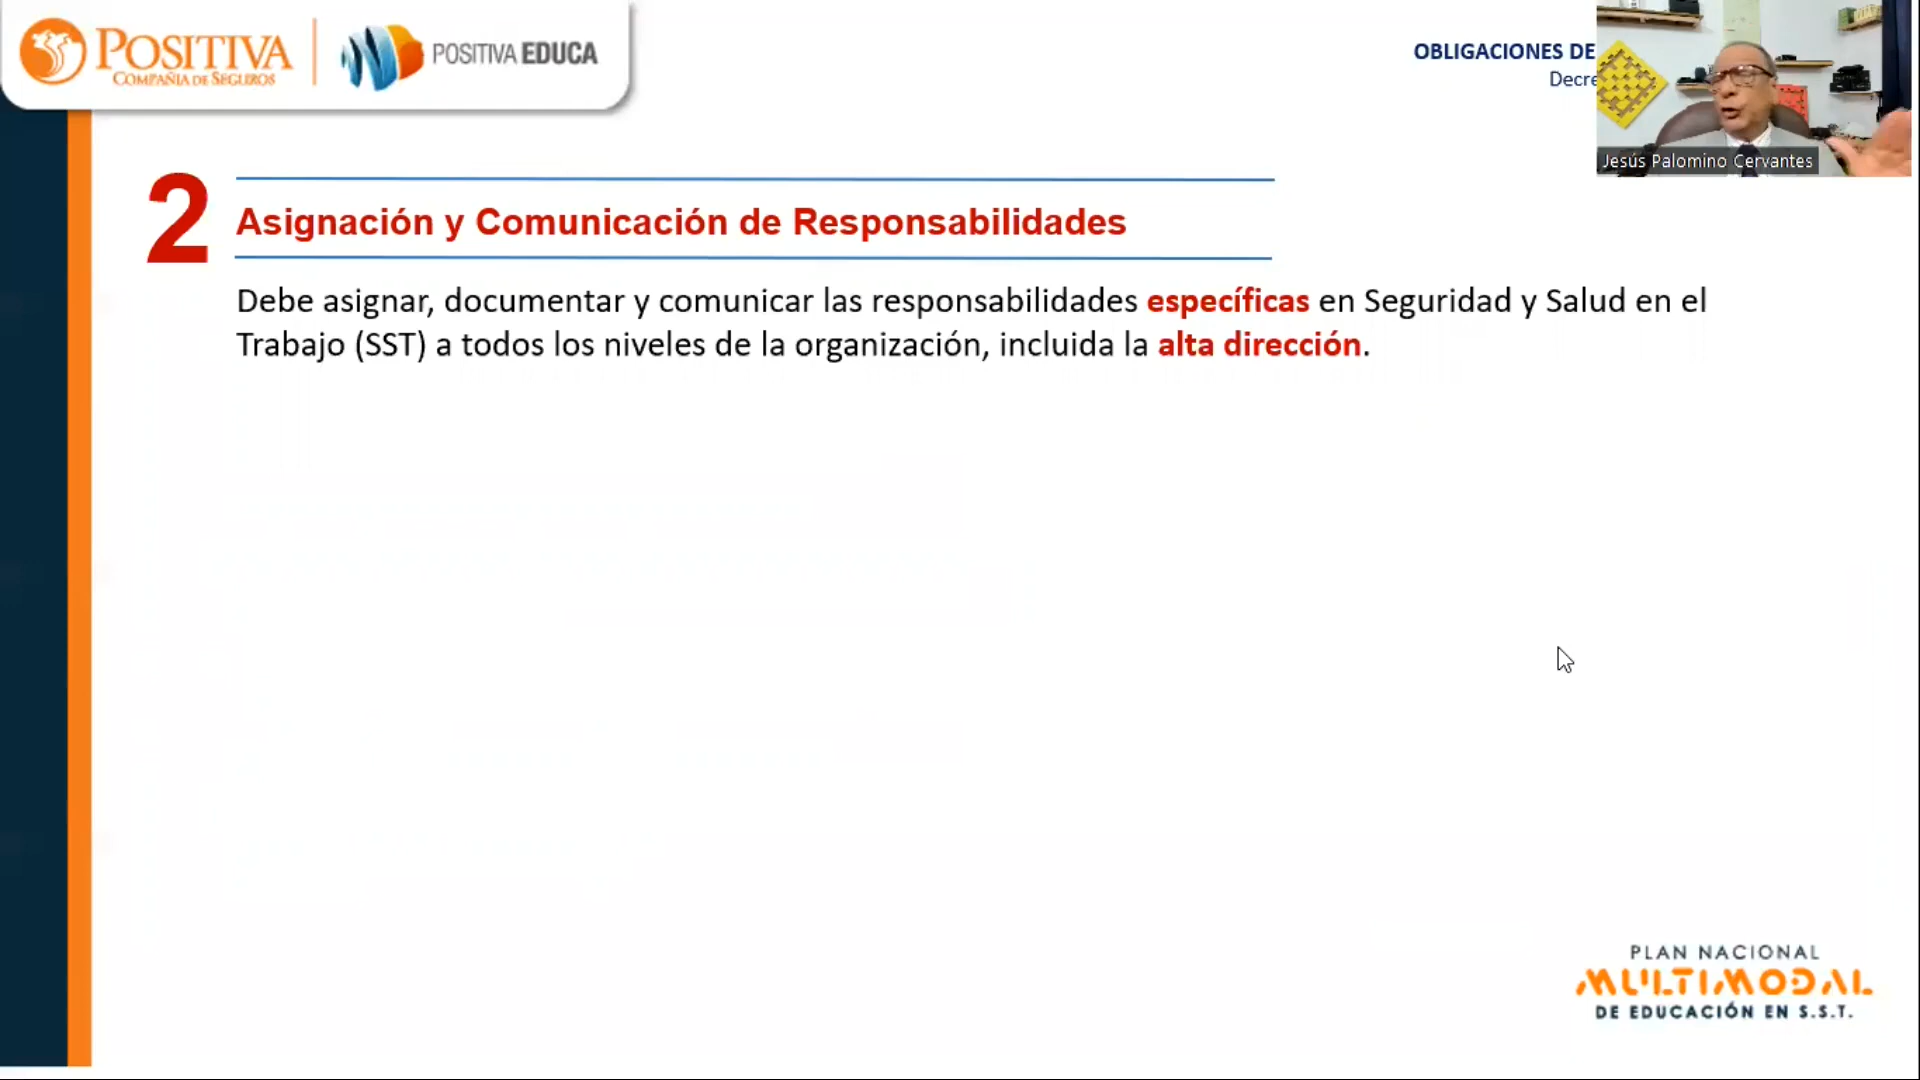 POSITIVA
COMPAÑIA DE SEGUROS
POSITIVA EDUCA
OBLIGACIONES DE
Jesús Palomino Cervantes
2
Asignación y Comunicación de Responsabilidades
Debe asignar, documentar y comunicar las responsabilidades específicas en Seguridad y Salud en el
Trabajo (SST) a todos los niveles de la organización, incluida la alta dirección.
PLAN NACIONAL
MULTIMODAL
DE EDUCACIÓN EN S.S.T.